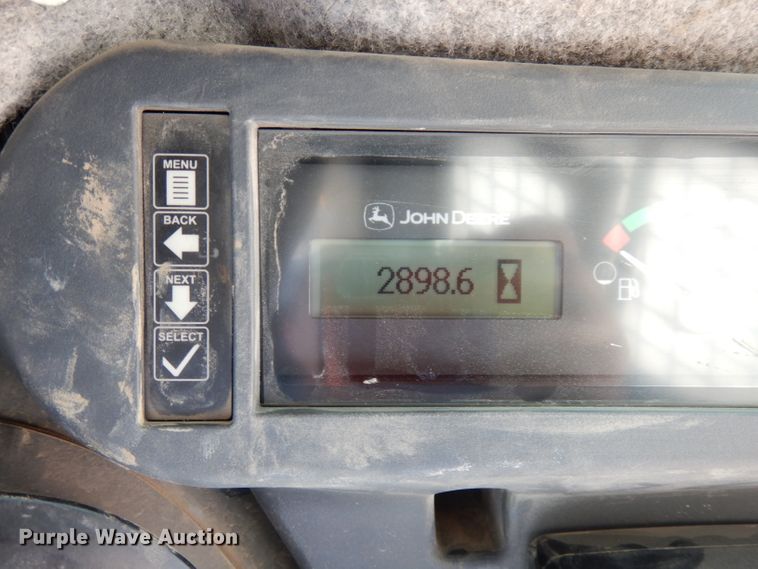 MENU
BACK
NEXT
SELECT
JOHN DEERE
2898.6
Purple Wave Auction